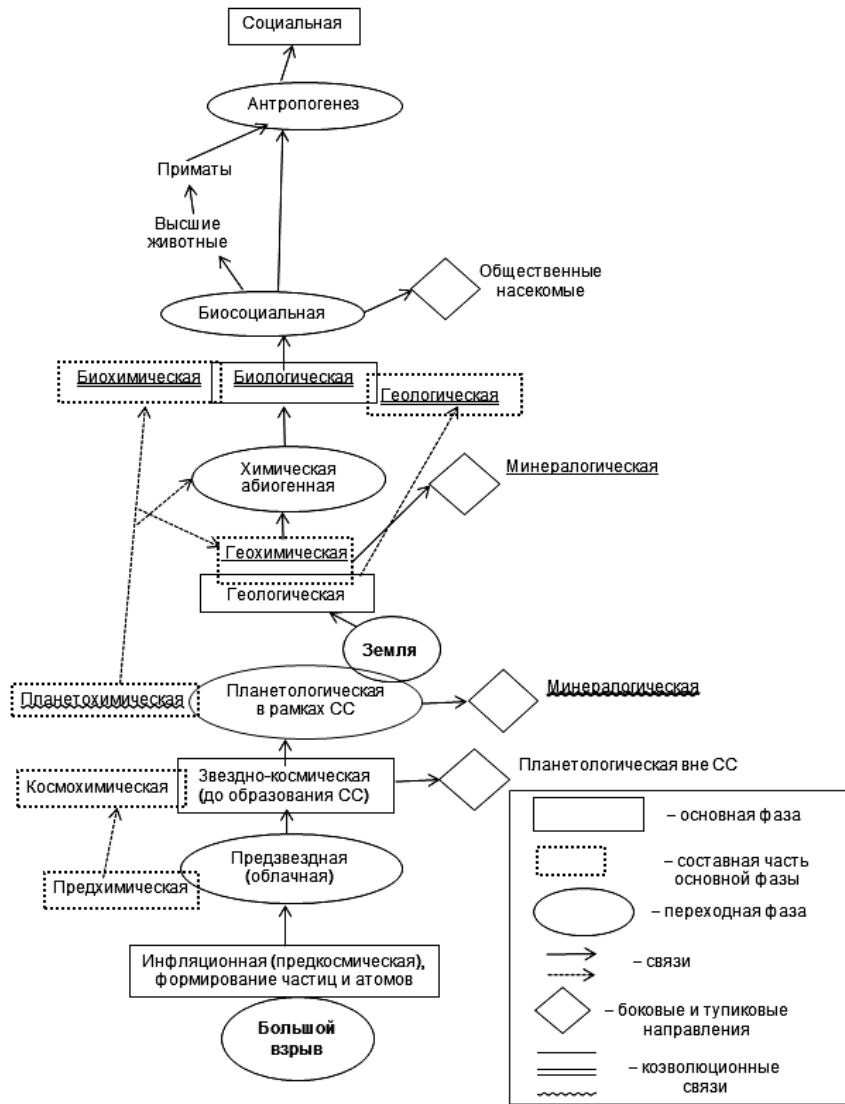 Социальная
Антропогенез
Приматы
Высшие
животные
Общественные
насекомые
Биосоциальная
Биохимическая
Биологическая
Геологическая
Химическая
абиогенная
Минералогическая
Геохимическая
Геологическая
Земля
Планетохимическая
Планетологическая
в рамках СС
Минералогическая
Космохимическая
Звездно-космическая
(до образования СС)
Планетологическая вне СС
Предхимическая
Предзвездная
(облачная)
Инфляционная (предкосмическая),
формирование частиц и атомов
Большой
взрыв
– основная фаза
– составная часть
основной фазы
– переходная фаза
– связи
– боковые и тупиковые
направления
– коэволюционные
связи